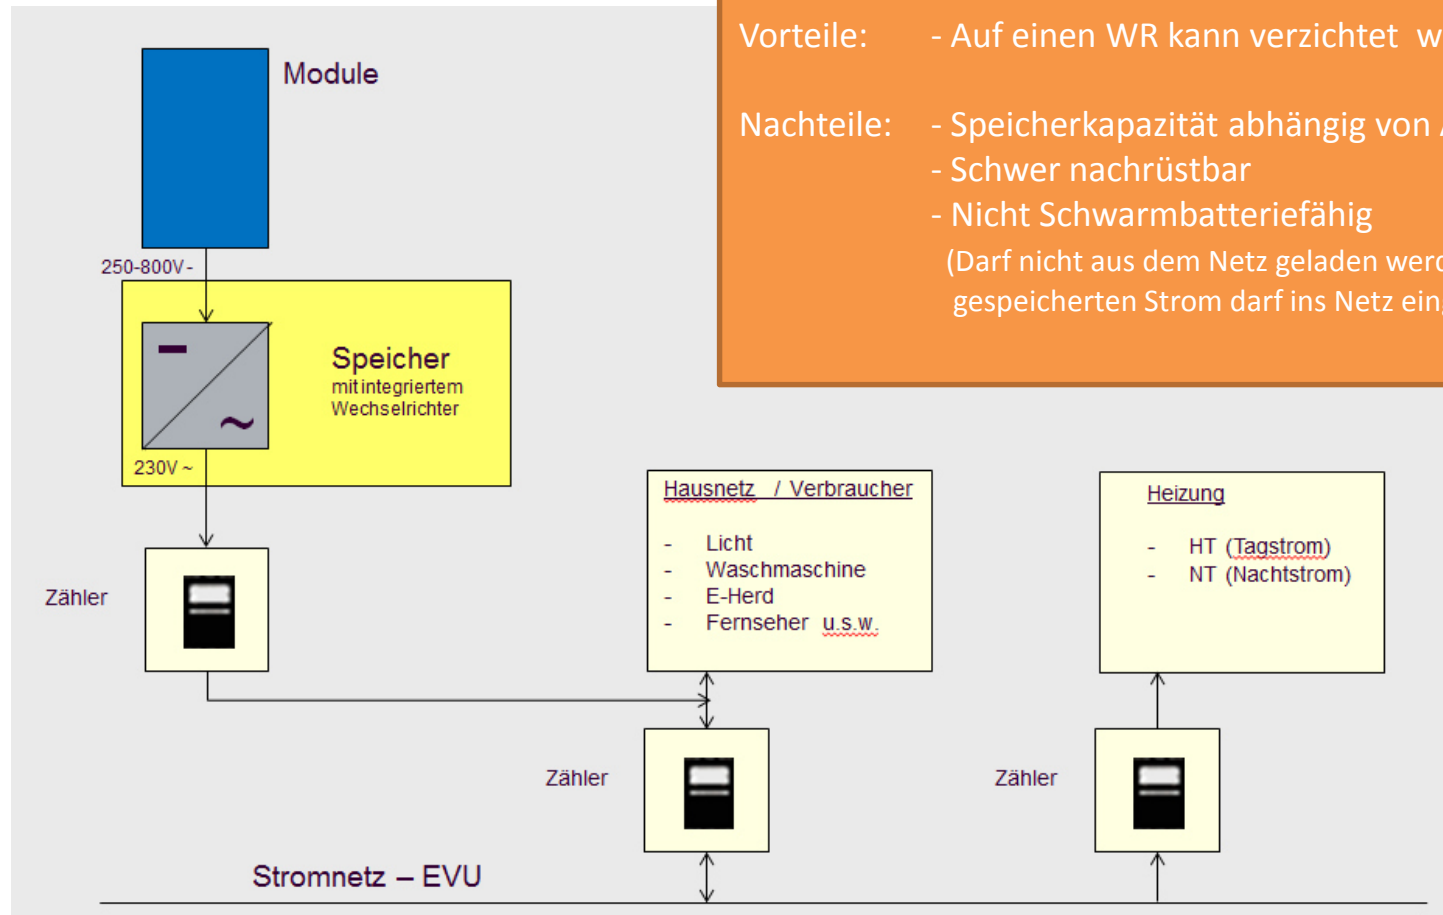 Vorteile: - Auf einen WR kann verzichtet
Nachteile: - Speicherkapazität abhängig von
- Schwer nachrüstbar
- Nicht Schwarmbatteriefähig
(Darf nicht aus dem Netz geladen
gespeicherten Strom darf ins Netz
Module
250-800V-
Speicher
mit integriertem
Wechselrichter
230V ~
Hausnetz / Verbraucher
- Licht
- Waschmaschine
- E-Herd
- Fernseher u.s.w.
Heizung
- HT (Tagstrom)
- NT (Nachtstrom)
Zähler
Zähler
Zähler
Stromnetz – EVU